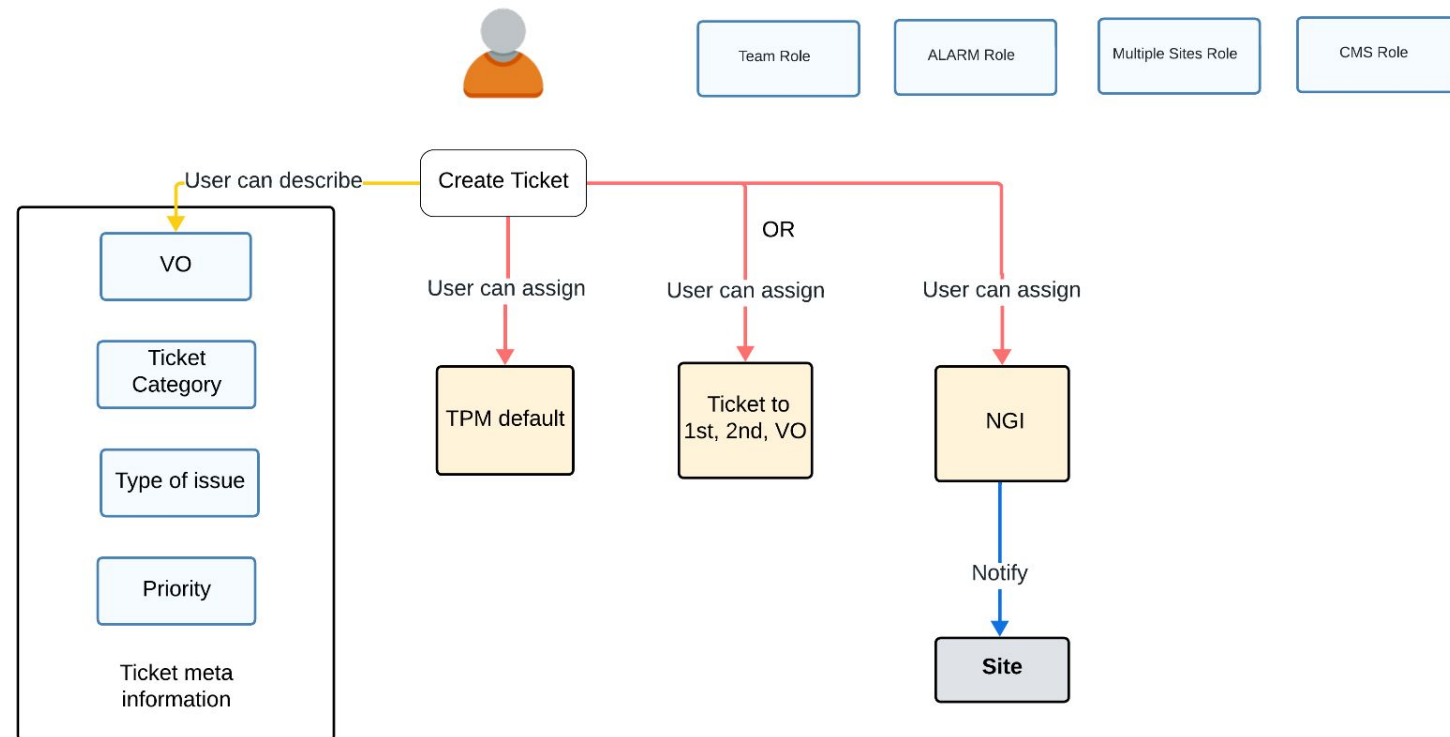 Team Role
ALARM Role
Multiple Sites Role
CMS Role
User can describe
Create Ticket
OR
VO
User can assign
User can assign
User can assign
Ticket
Category
TPM default
Ticket to
1st, 2nd, VO
NGI
Type of issue
Priority
Notify
Ticket meta
information
Site